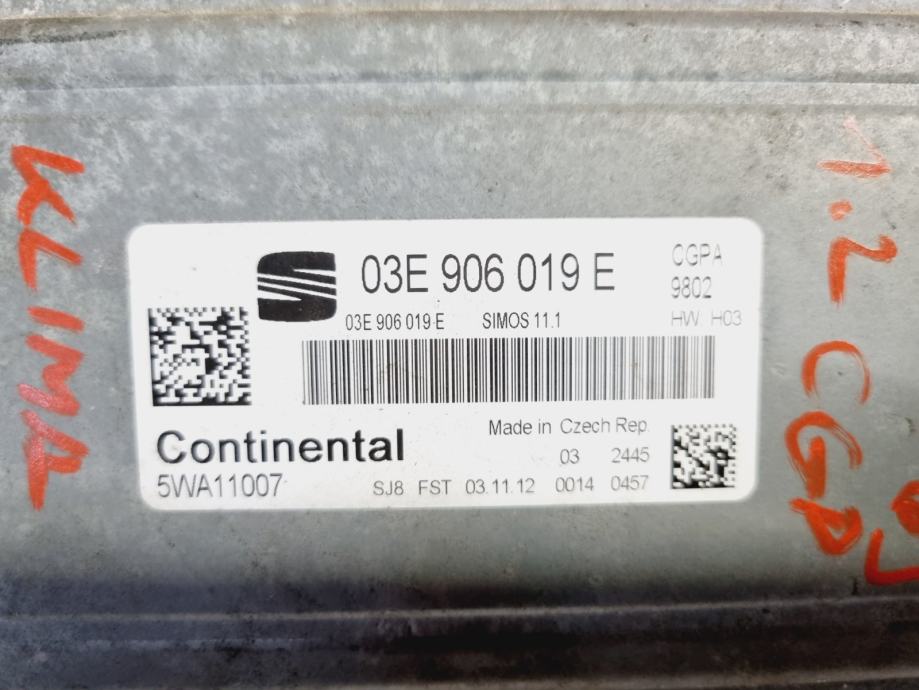 KLIMA
03E 906 019 E
CGPA
9802
03E 906 019 E SIMOS 11.1
HW: H03
Continental
Made in Czech Rep.
03 2445
5WA11007
SJ8 FST 03.11.12 0014 0457
1.2 CGP